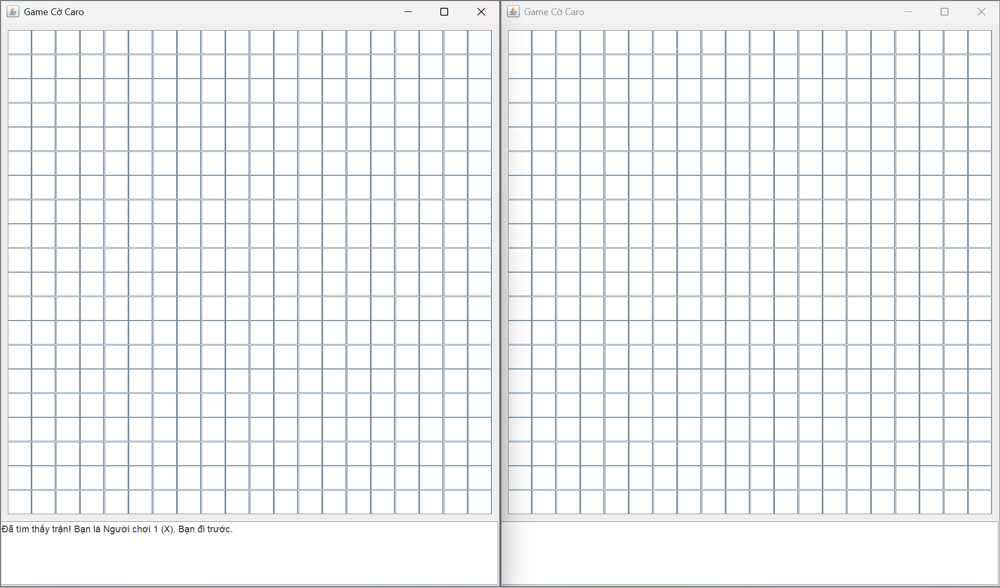 Game Cờ Caro
Game Cờ Caro
Đã tìm thấy trận! Bạn là Người chơi 1 (X). Bạn đi trước.